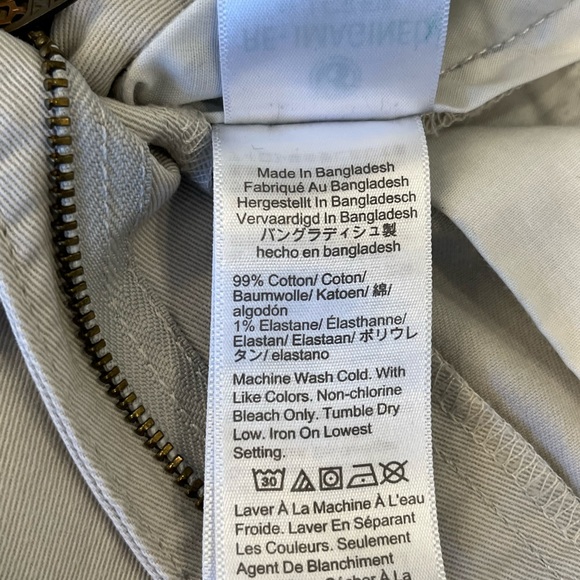 RE-IMAGINED
Made In Bangladesh
Fabriqué Au Bangladesh
Hergestellt In Bangladesch
Vervaardigd In Bangladesh
バングラディシュ製
hecho en bangladesh
99% Cotton/ Coton/
Baumwolle/ Katoen/ 綿/
algodón
1% Elastane/ Élasthanne/
Elastan/ Elastaan/ ポリウレ
タン/ elastano
Machine Wash Cold. With
Like Colors. Non-chlorine
Bleach Only. Tumble Dry
Low. Iron On Lowest
Setting.
30
Laver À La Machine À L'eau
Froide. Laver En Séparant
Les Couleurs. Seulement
Agent De Blanchiment